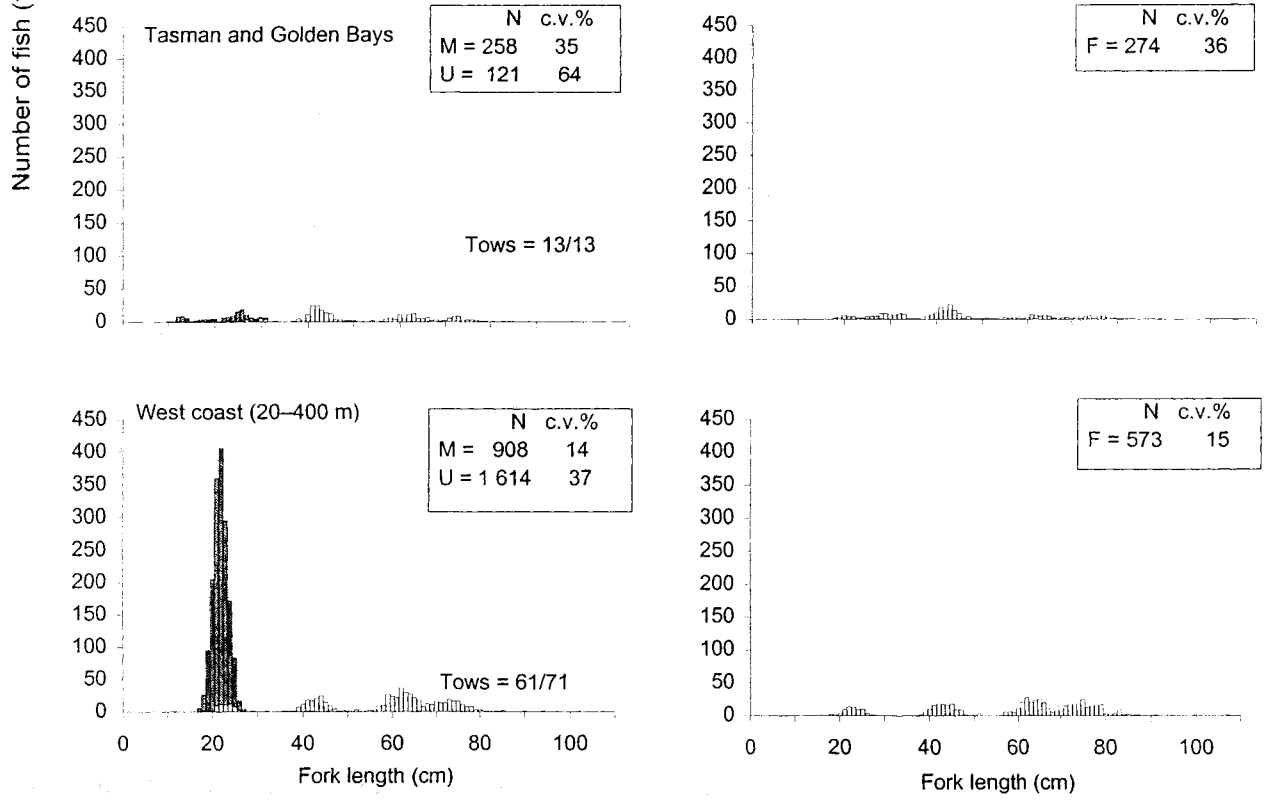 Number of fish (
Tasman and Golden Bays
N c.v.%
M = 258 35
U = 121 64
Tows = 13/13
450
400
350
300
250
200
150
100
50
0
N c.v.%
F = 274 36
450
400
350
300
250
200
150
100
50
0
West coast (20–400 m)
N c.v.%
M = 908 14
U = 1 614 37
Tows = 61/71
450
400
350
300
250
200
150
100
50
0
0 20 40 60 80 100
Fork length (cm)
N c.v.%
F = 573 15
450
400
350
300
250
200
150
100
50
0
0 20 40 60 80 100
Fork length (cm)